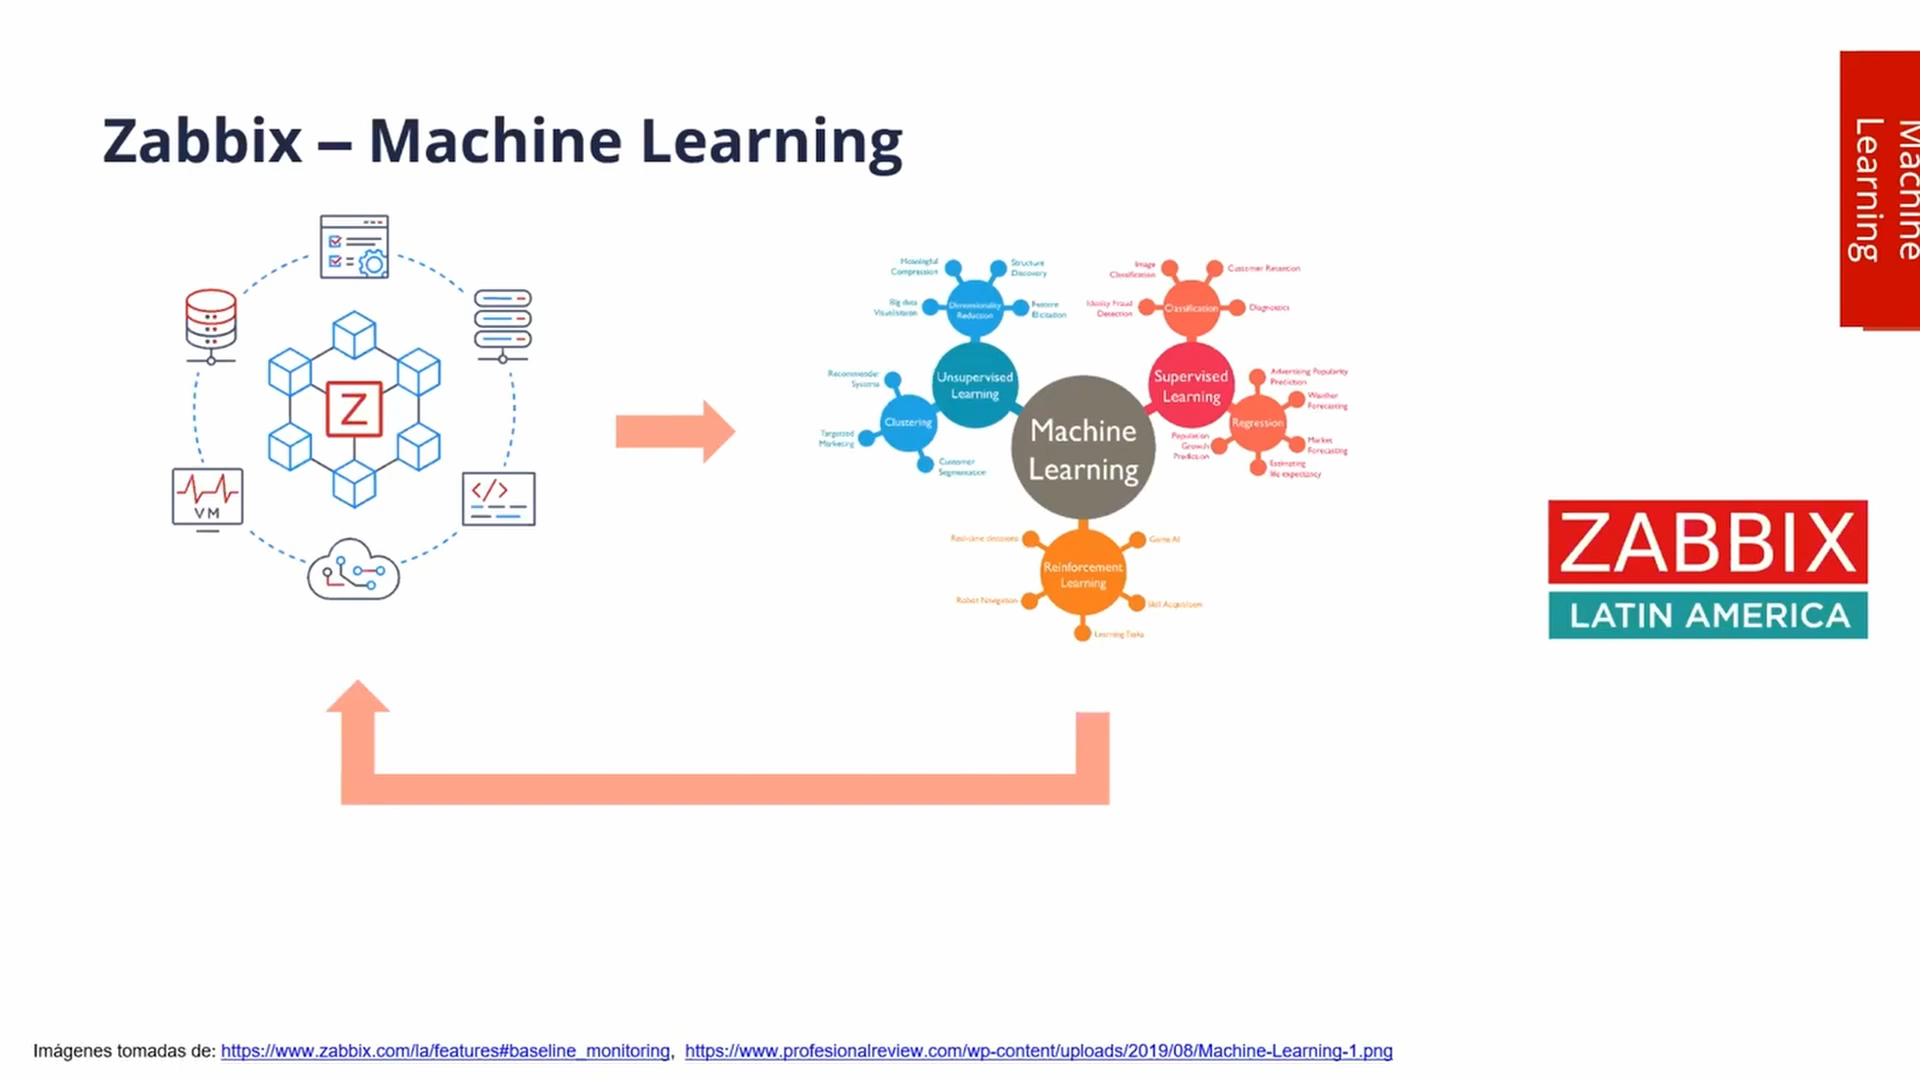 Zabbix – Machine Learning
Machine
Learning
Z
VM
</>
Meaningful
Compression
Structure
Discovery
Big data
Visualisation
Dimensionality
Reduction
Feature
Elicitation
Unsupervised
Learning
Recommender
Systems
Clustering
Targeted
Marketing
Customer
Segmentation
Machine
Learning
Image
Classification
Customer Retention
Identity Fraud
Detection
Classification
Diagnostics
Supervised
Learning
Advertising Popularity
Prediction
Weather
Forecasting
Regression
Population
Growth
Prediction
Market
Forecasting
Estimating
life expectancy
Real-time decisions
Game AI
Reinforcement
Learning
Robot Navigation
Skill Acquisition
Learning Tasks
ZABBIX
LATIN AMERICA
Imágenes tomadas de: https://www.zabbix.com/la/features#baseline_monitoring, https://www.profesionalreview.com/wp-content/uploads/2019/08/Machine-Learning-1.png